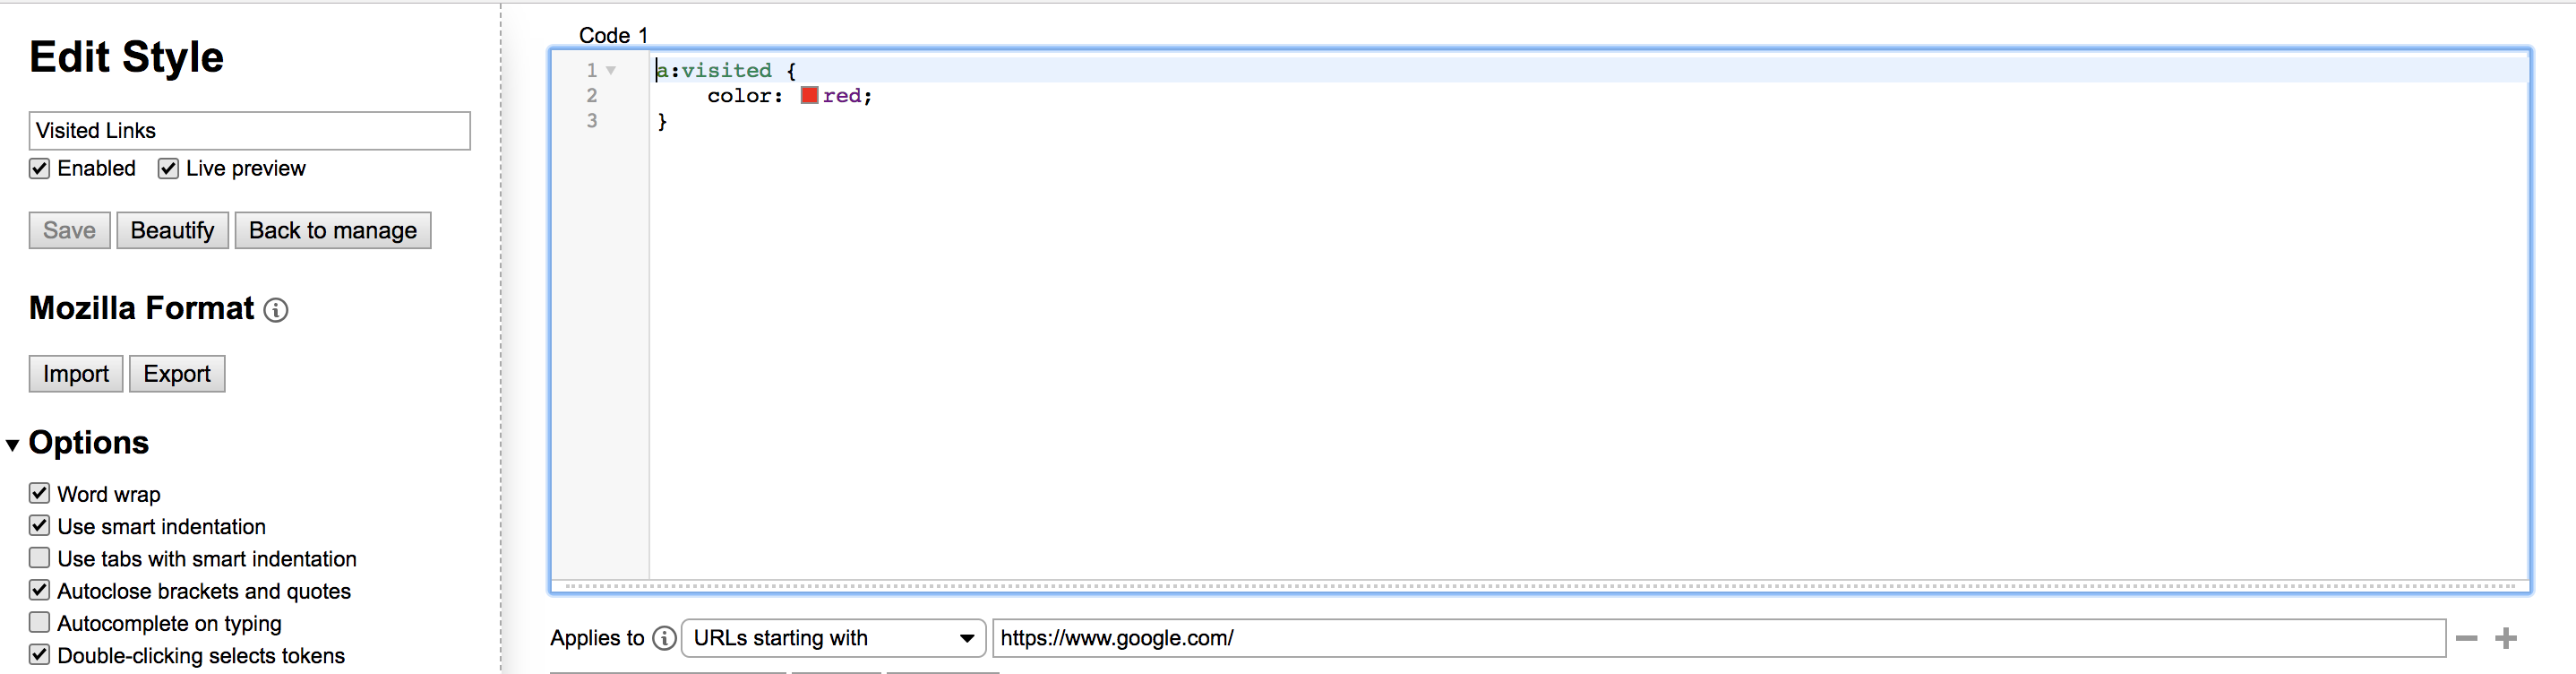 Edit Style
Visited Links
Enabled Live preview
Save Beautify Back to manage
Mozilla Format
Import Export
Options
Word wrap
Use smart indentation
Use tabs with smart indentation
Autoclose brackets and quotes
Autocomplete on typing
Double-clicking selects tokens
Code 1
1 a:visited {
2 color: red;
3 }
Applies to URLs starting with https://www.google.com/